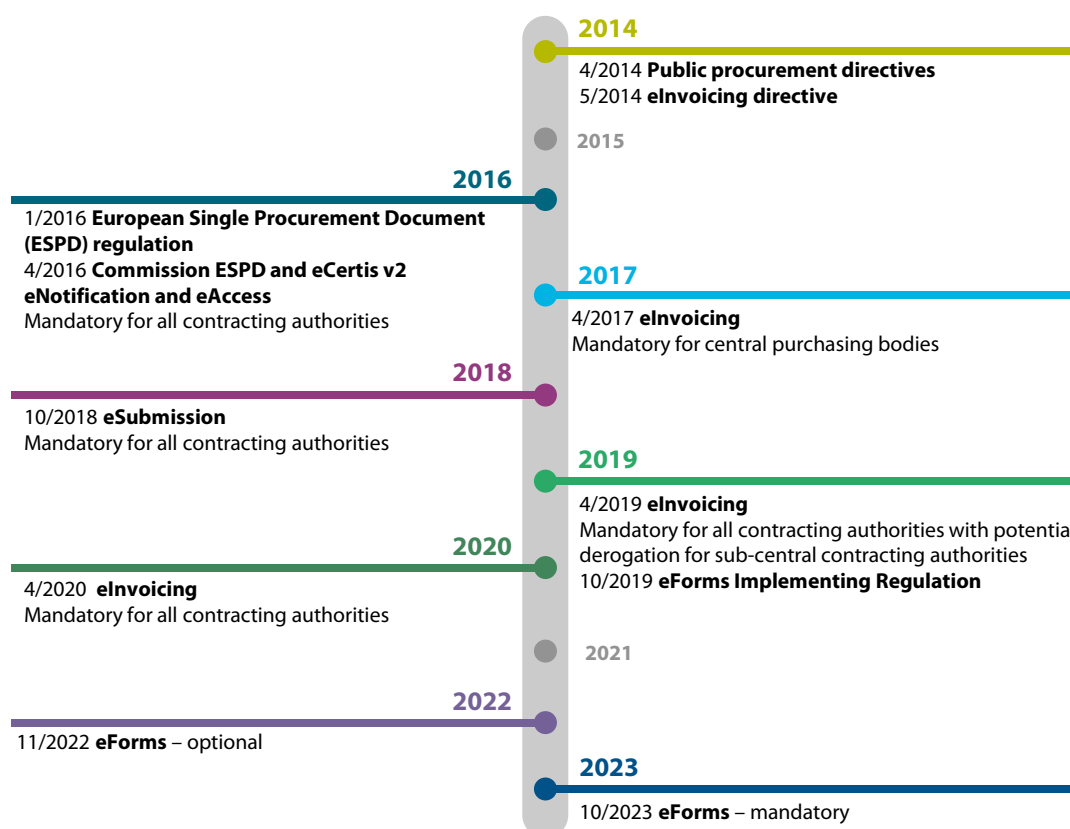 2014
4/2014 Public procurement directives
5/2014 eInvoicing directive
2015
2016
1/2016 European Single Procurement Document
(ESPD) regulation
4/2016 Commission ESPD and eCertis v2
eNotification and eAccess
Mandatory for all contracting authorities
2017
4/2017 eInvoicing
Mandatory for central purchasing bodies
2018
10/2018 eSubmission
Mandatory for all contracting authorities
2019
4/2019 eInvoicing
Mandatory for all contracting authorities with potentia
derogation for sub-central contracting authorities
10/2019 eForms Implementing Regulation
2020
4/2020 eInvoicing
Mandatory for all contracting authorities
2021
2022
11/2022 eForms – optional
2023
10/2023 eForms – mandatory